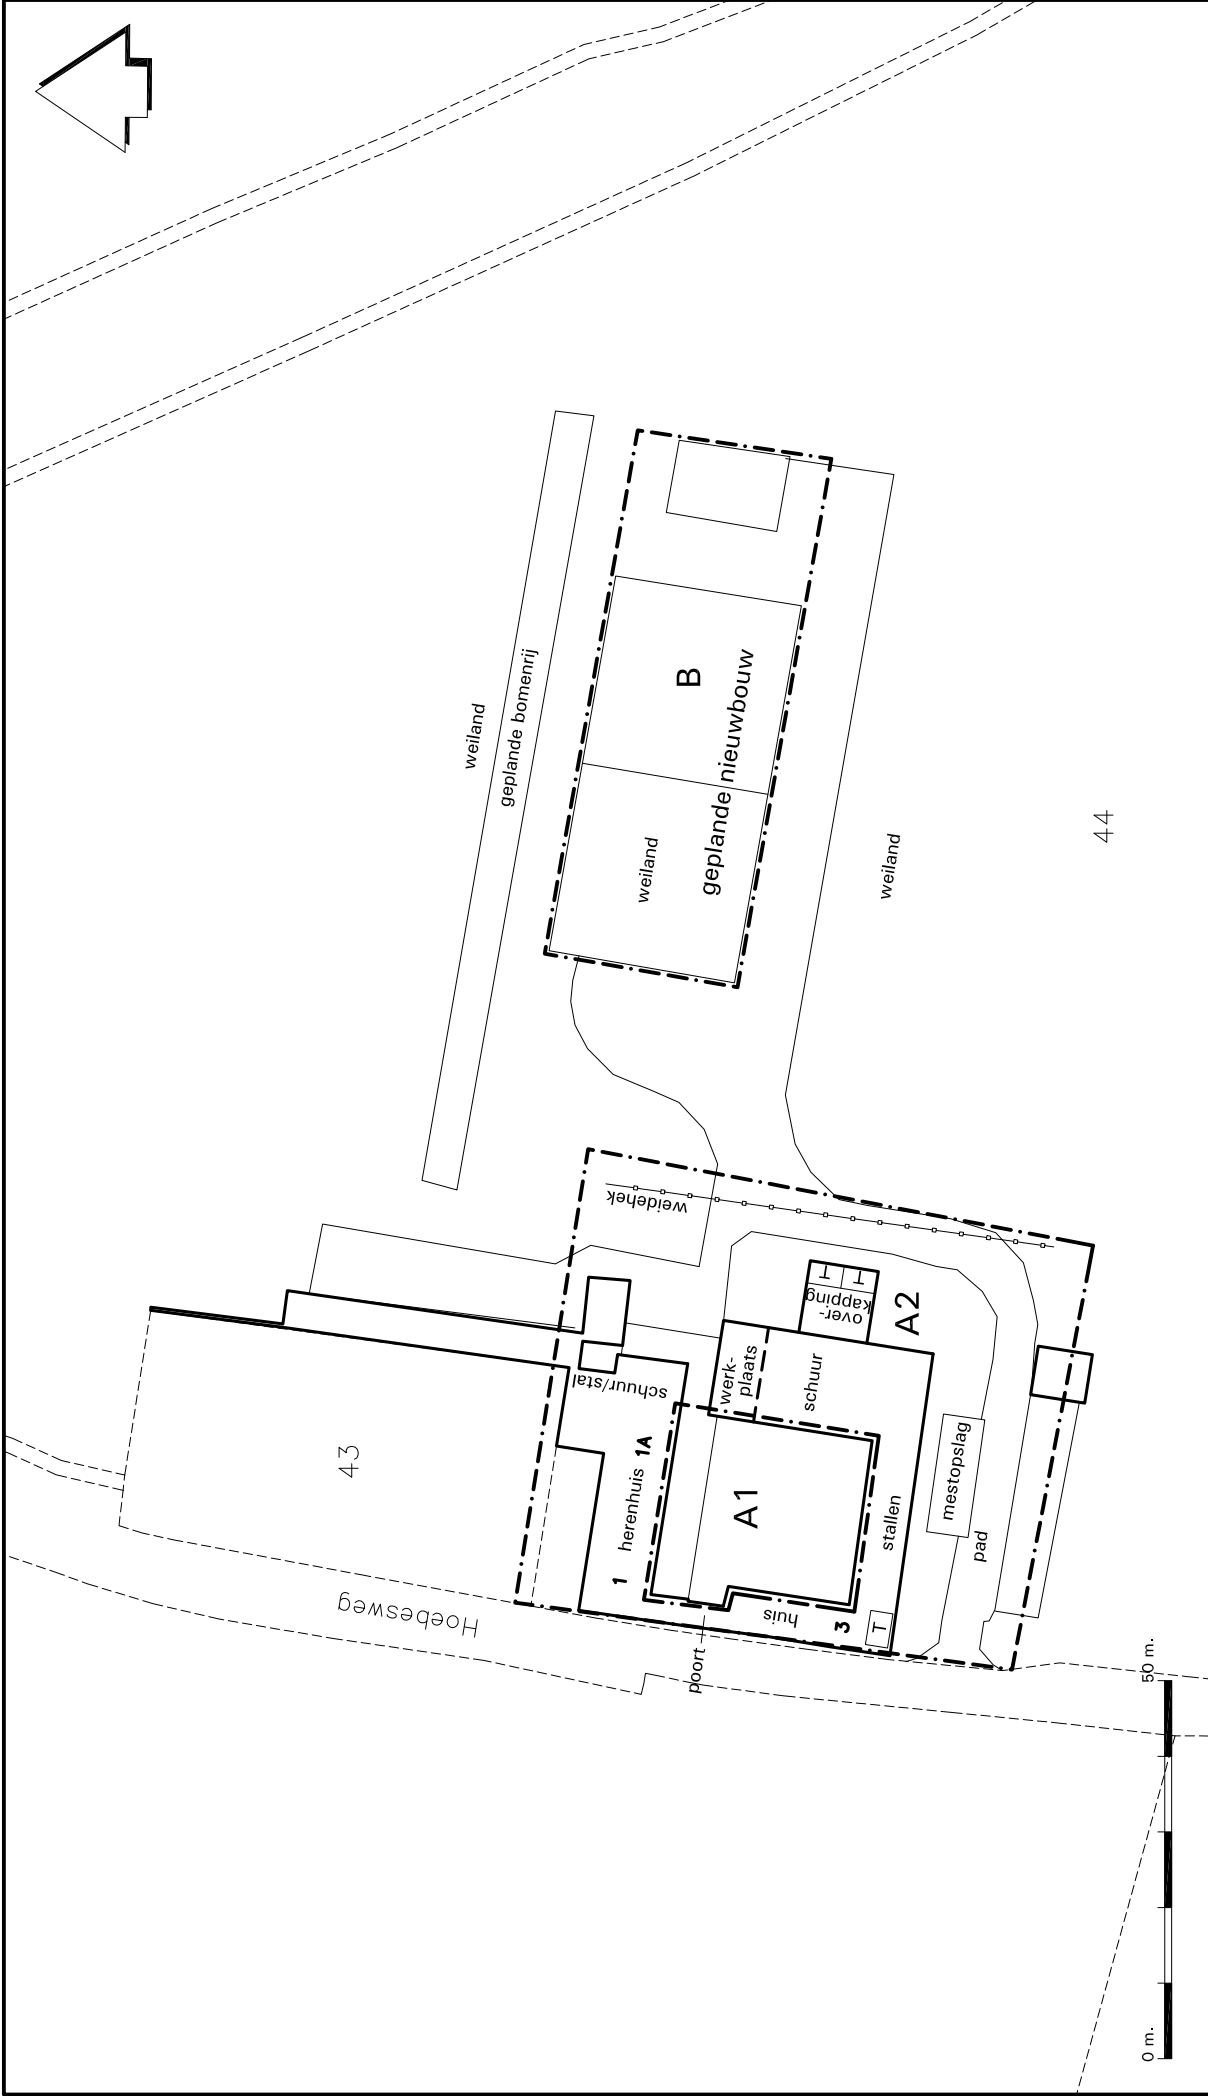 weiland
geplande bomenrij
B
geplande nieuwbouw
weiland
weiland
44
weidehek
43
Hoebesweg
schuur/stal
1 herenhuis 1A
werk-
plaats
schuur
over-
kapping
T
T
A2
A1
stallen
mestopslag
pad
huis
3
T
poort
0 m.
50 m.